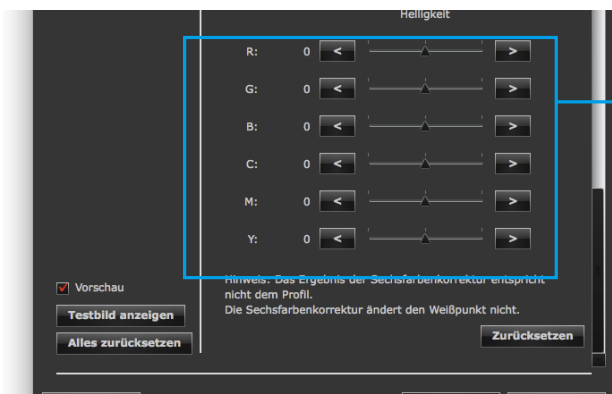 Helligkeit
R: 0 < >
G: 0 < >
B: 0 < >
C: 0 < >
M: 0 < >
Y: 0 < >
Hinweis: Das Ergebnis der Sechsfarbenkorrektur entspricht
nicht dem Profil.
Die Sechsfarbenkorrektur ändert den Weißpunkt nicht.
Vorschau
Testbild anzeigen
Alles zurücksetzen
Zurücksetzen